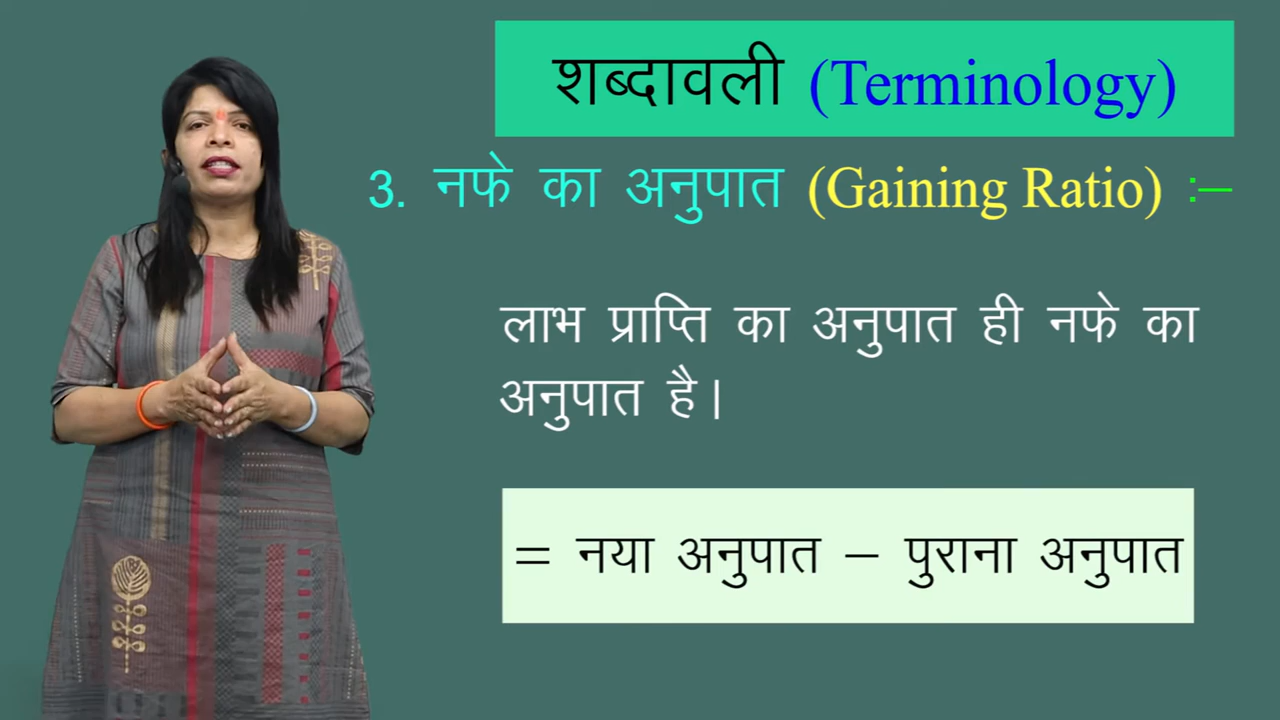 शब्दावली (Terminology)
3. नफे का अनुपात (Gaining Ratio) :–
लाभ प्राप्ति का अनुपात ही नफे का
अनुपात है।
= नया अनुपात – पुराना अनुपात